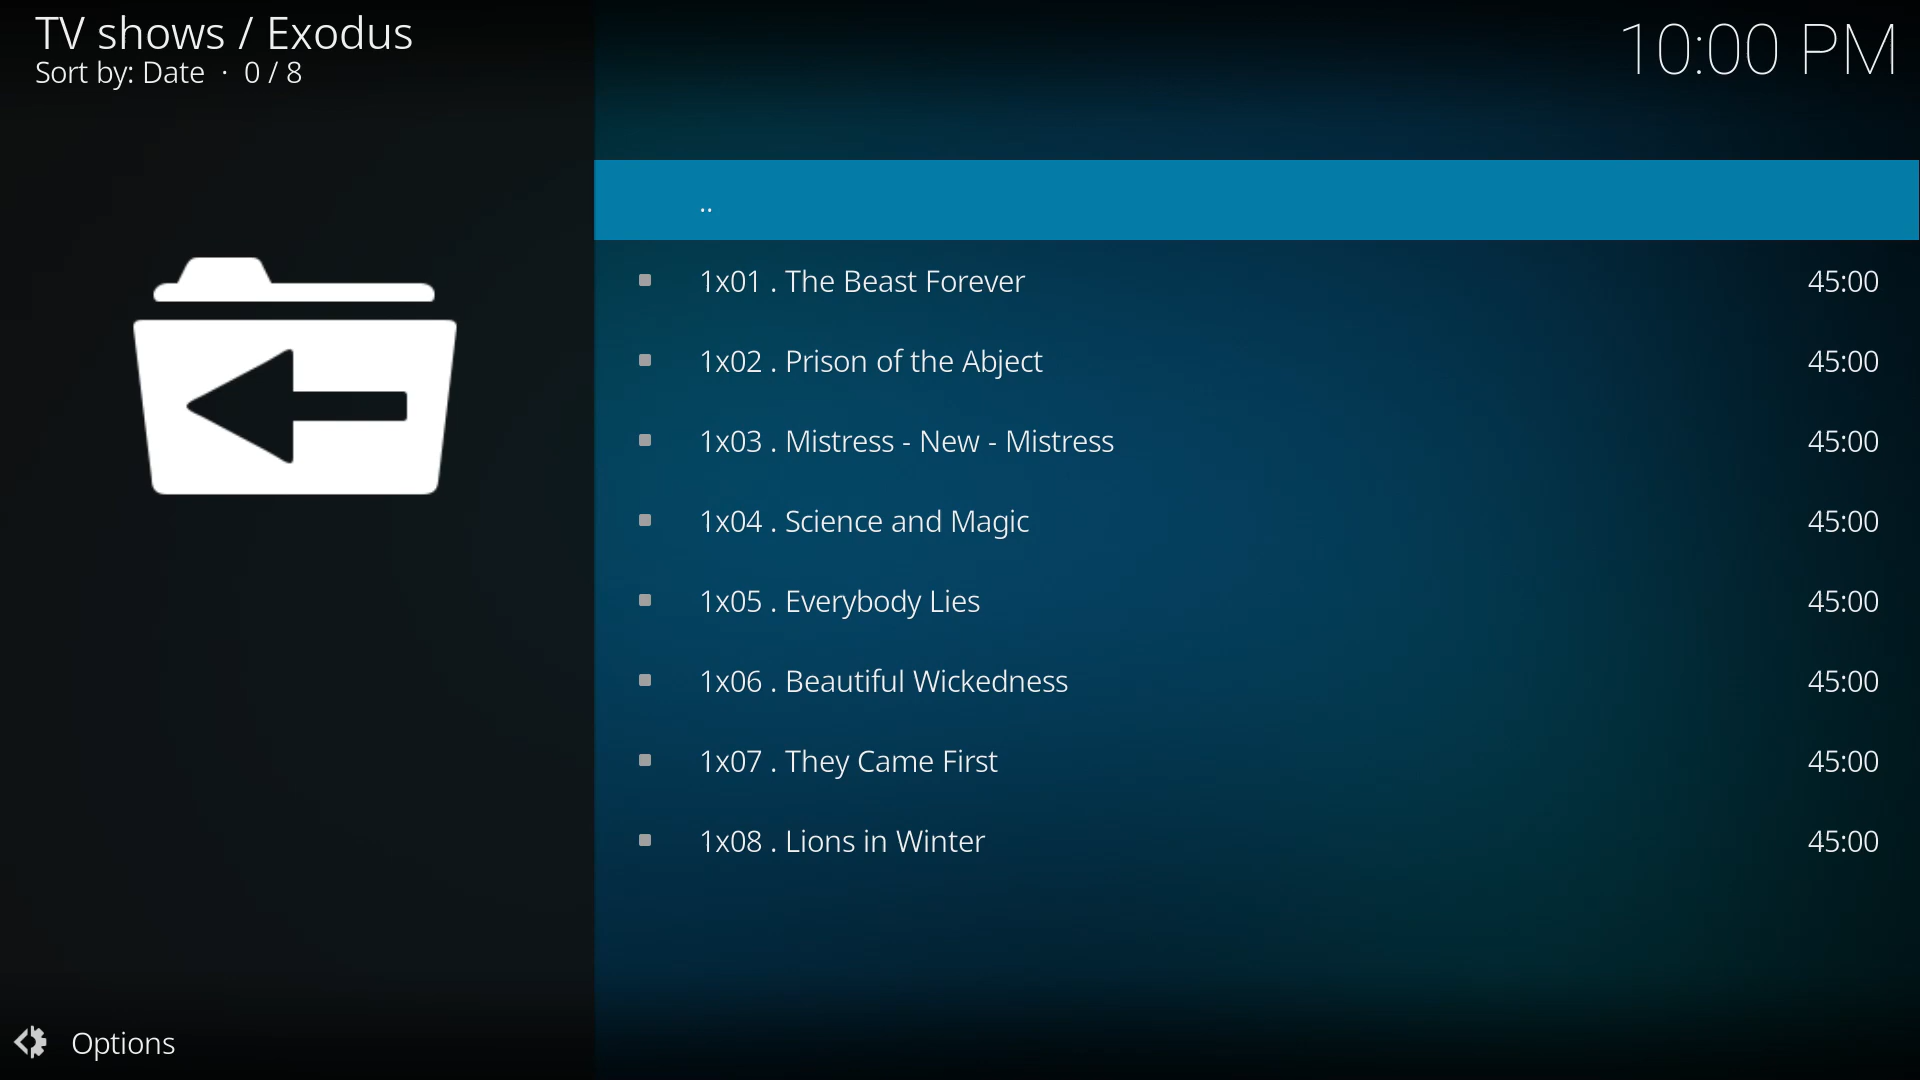 TV shows / Exodus
Sort by: Date · 0 / 8
10:00 PM
..
1x01 . The Beast Forever 45:00
1x02 . Prison of the Abject 45:00
1x03 . Mistress - New - Mistress 45:00
1x04 . Science and Magic 45:00
1x05 . Everybody Lies 45:00
1x06 . Beautiful Wickedness 45:00
1x07 . They Came First 45:00
1x08 . Lions in Winter 45:00
Options